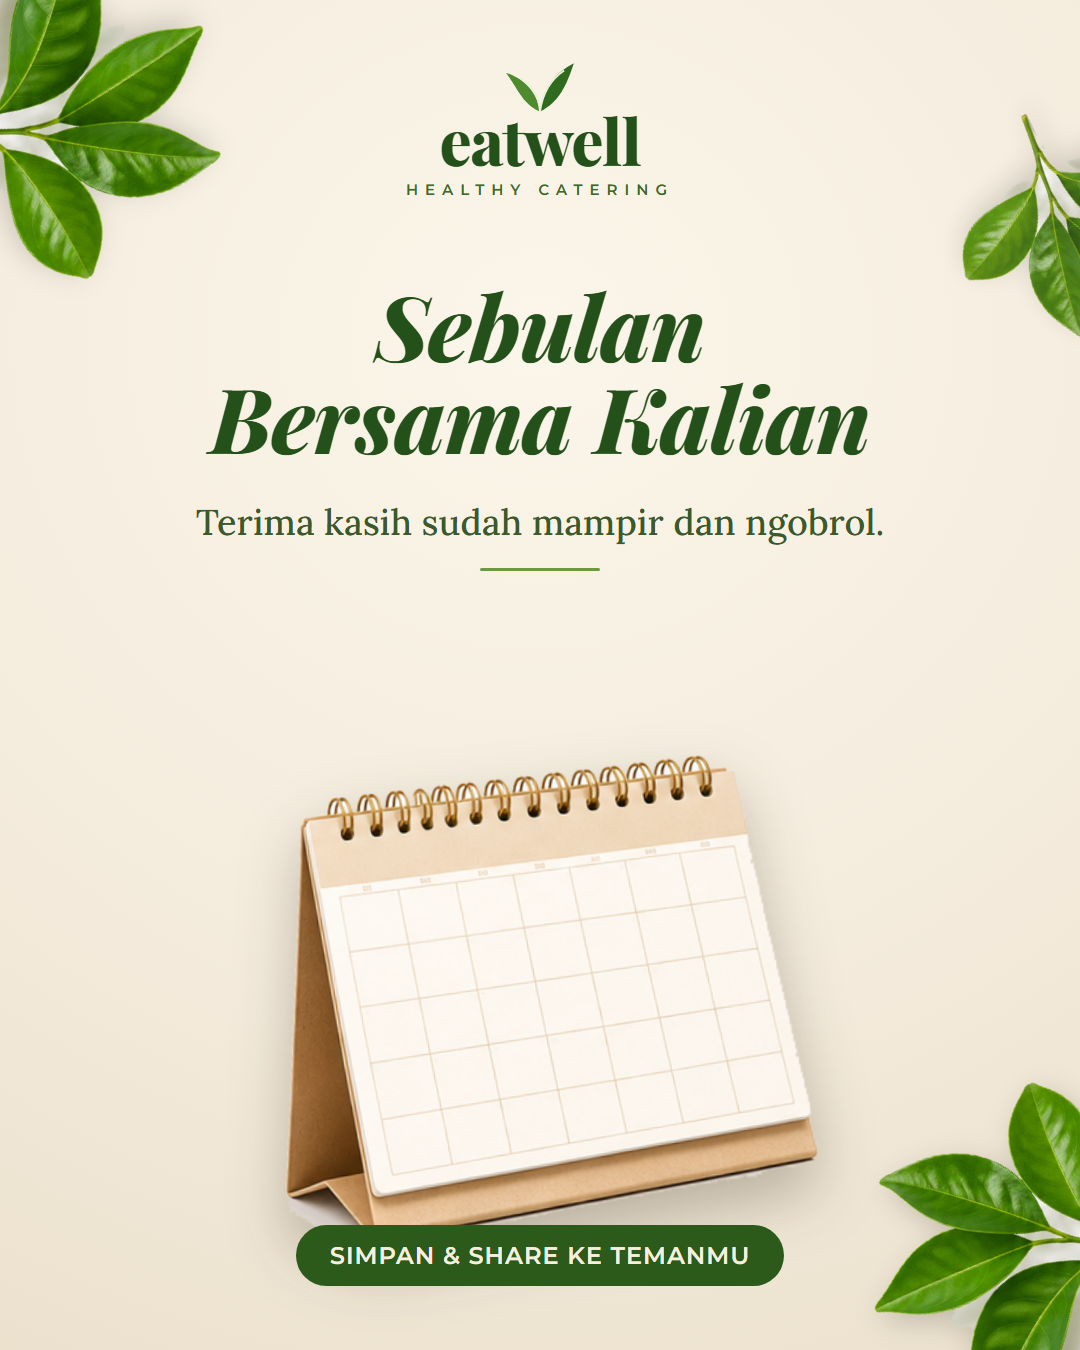 eatwell
HEALTHY CATERING
Sebulan
Bersama Kalian
Terima kasih sudah mampir dan ngobrol.
SIMPAN & SHARE KE TEMANMU